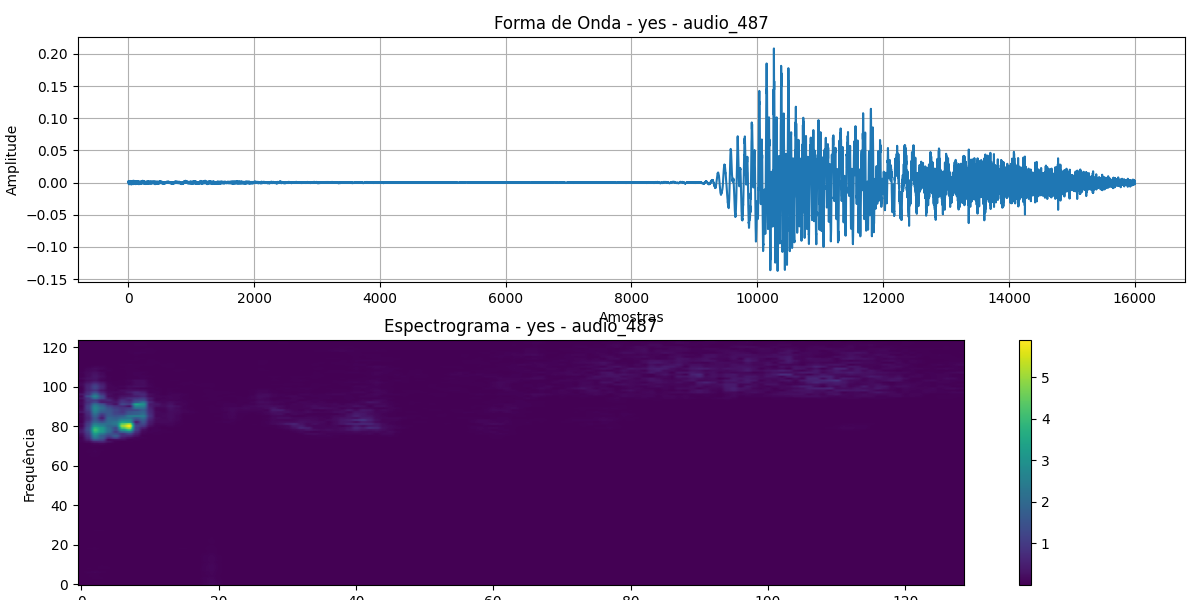 Forma de Onda - yes - audio_487
0.20
0.15
0.10
0.05
0.00
−0.05
−0.10
−0.15
Amplitude
0 2000 4000 6000 8000 10000 12000 14000 16000
Amostras
Espectrograma - yes - audio_487
120
100
80
60
40
20
0
Frequência
5
4
3
2
1
0 20 40 60 80 100 120